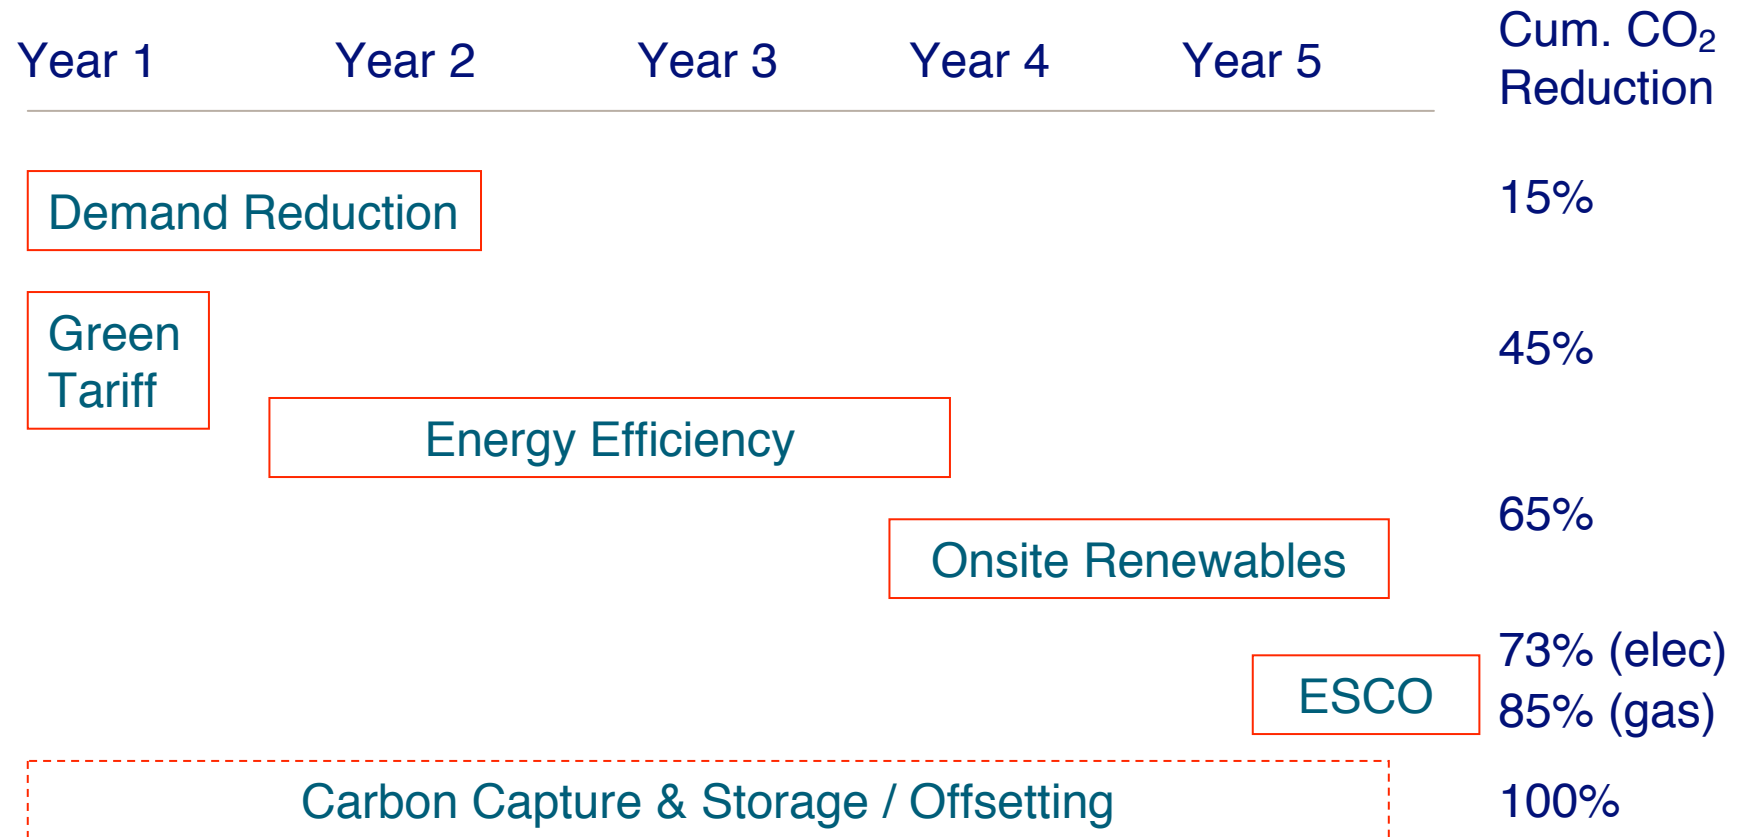 Year 1 Year 2 Year 3 Year 4 Year 5 Cum. CO₂
Reduction
Demand Reduction 15%
Green
Tariff
45%
Energy Efficiency
65%
Onsite Renewables
73% (elec)
ESCO
85% (gas)
Carbon Capture & Storage / Offsetting 100%